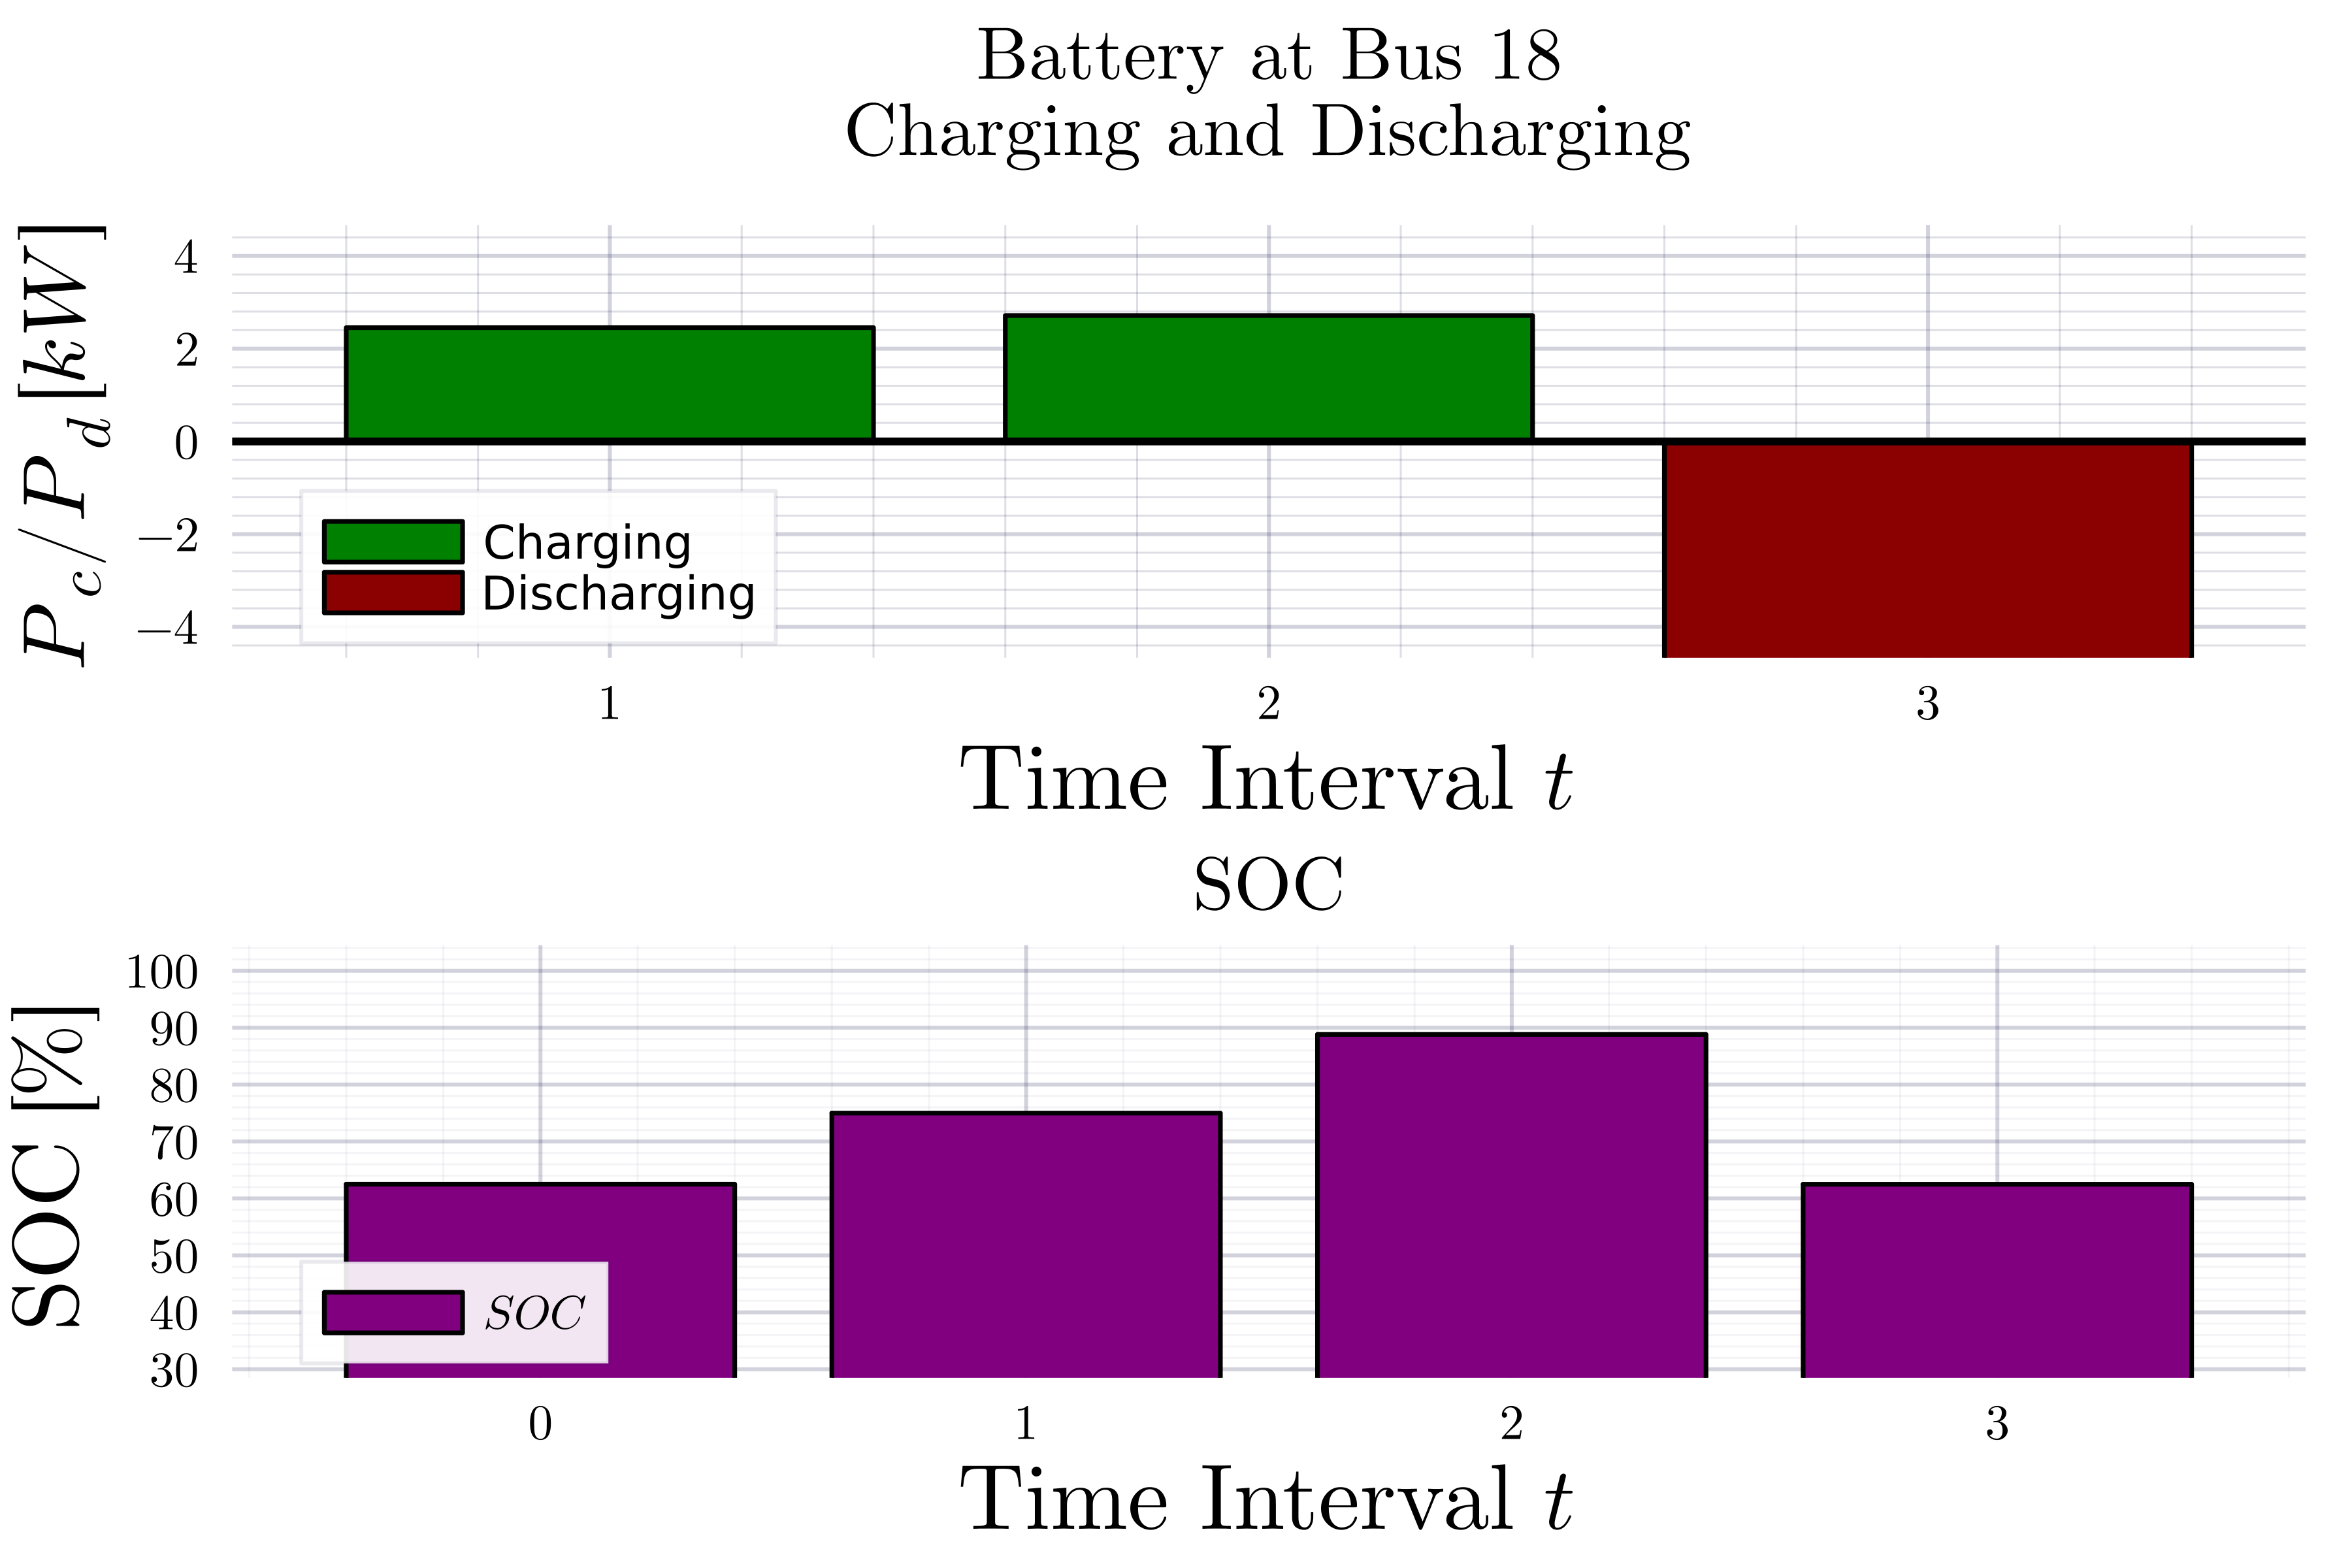 Battery at Bus 18
Charging and Discharging
P_c/P_d [kW]
4
2
0
−2
−4
Charging
Discharging
1 2 3
Time Interval t
SOC
SOC [%]
100
90
80
70
60
50
40
30
SOC
0 1 2 3
Time Interval t